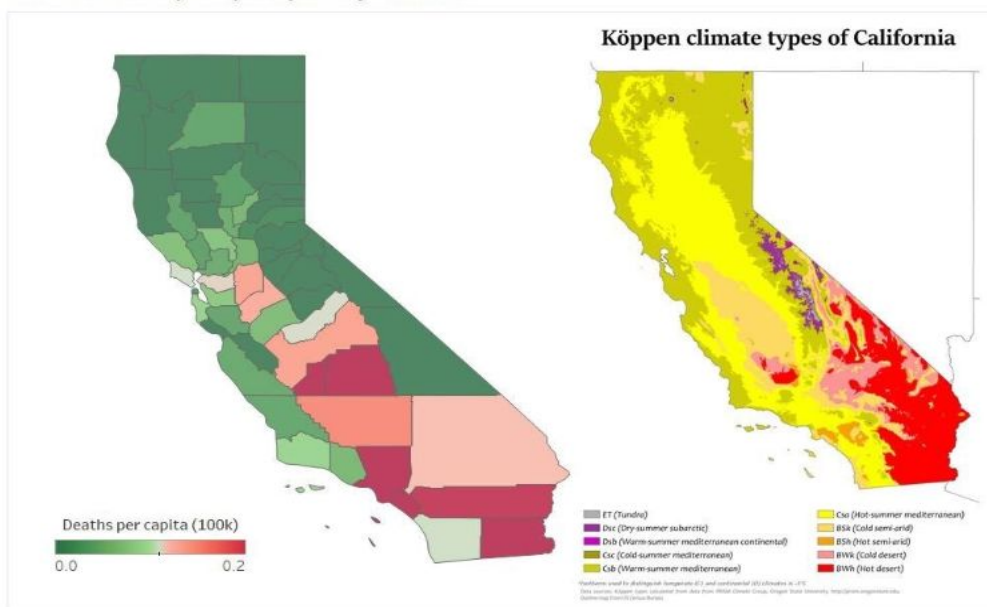 Köppen climate types of California
Deaths per capita (100k)
0.0 0.2
ET (Tundra)
Dsc (Dry-summer subarctic)
Dsb (Warm-summer mediterranean continental)
Csc (Cold-summer mediterranean)
Csb (Warm-summer mediterranean)
Csa (Hot-summer mediterranean)
BSk (Cold semi-arid)
BSh (Hot semi-arid)
BWk (Cold desert)
BWh (Hot desert)